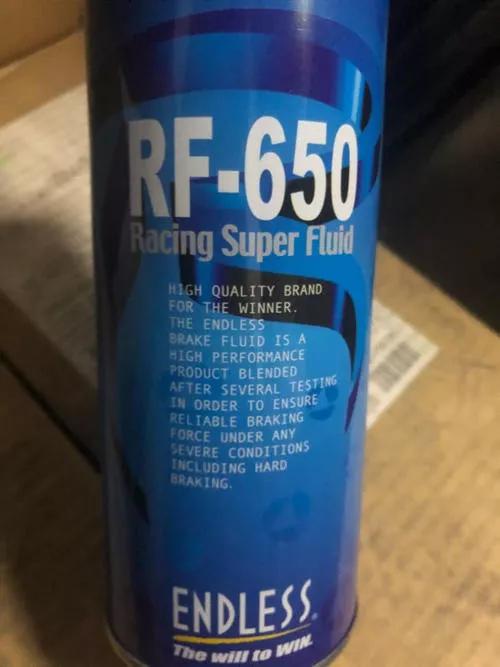 RF-650
Racing Super Fluid
HIGH QUALITY BRAND
FOR THE WINNER.
THE ENDLESS
BRAKE FLUID IS A
HIGH PERFORMANCE
PRODUCT BLENDED
AFTER SEVERAL TESTING
IN ORDER TO ENSURE
RELIABLE BRAKING
FORCE UNDER ANY
SEVERE CONDITIONS
INCLUDING HARD
BRAKING.
ENDLESS®
The will to WIN.